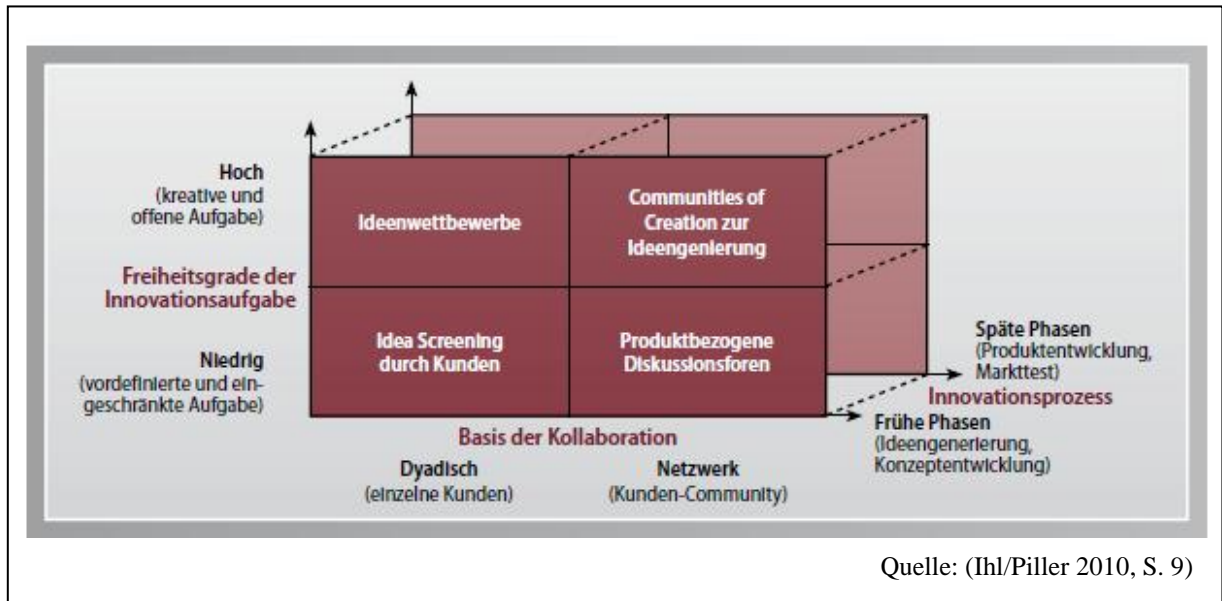 Hoch
(kreative und
offene Aufgabe)
Freiheitsgrade der
Innovationsaufgabe
Niedrig
(vordefinierte und ein-
geschränkte Aufgabe)
Ideenwettbewerbe
Communities of
Creation zur
Ideengenierung
Idea Screening
durch Kunden
Produktbezogene
Diskussionsforen
Späte Phasen
(Produktentwicklung,
Markttest)
Innovationsprozess
Frühe Phasen
(Ideengenerierung,
Konzeptentwicklung)
Basis der Kollaboration
Dyadisch
(einzelne Kunden)
Netzwerk
(Kunden-Community)
Quelle: (Ihl/Piller 2010, S. 9)